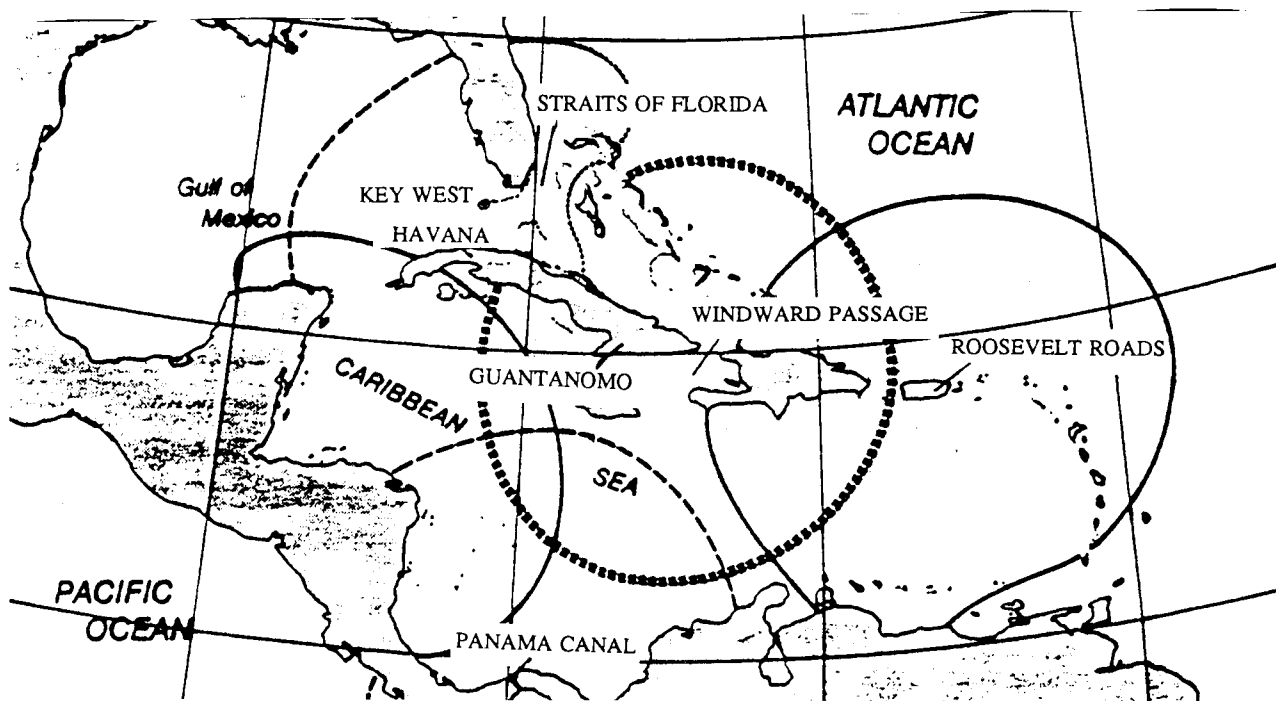 STRAITS OF FLORIDA
ATLANTIC
OCEAN
Gulf of
Mexico
KEY WEST
HAVANA
WINDWARD PASSAGE
ROOSEVELT ROADS
GUANTANOMO
CARIBBEAN
SEA
PACIFIC
OCEAN
PANAMA CANAL